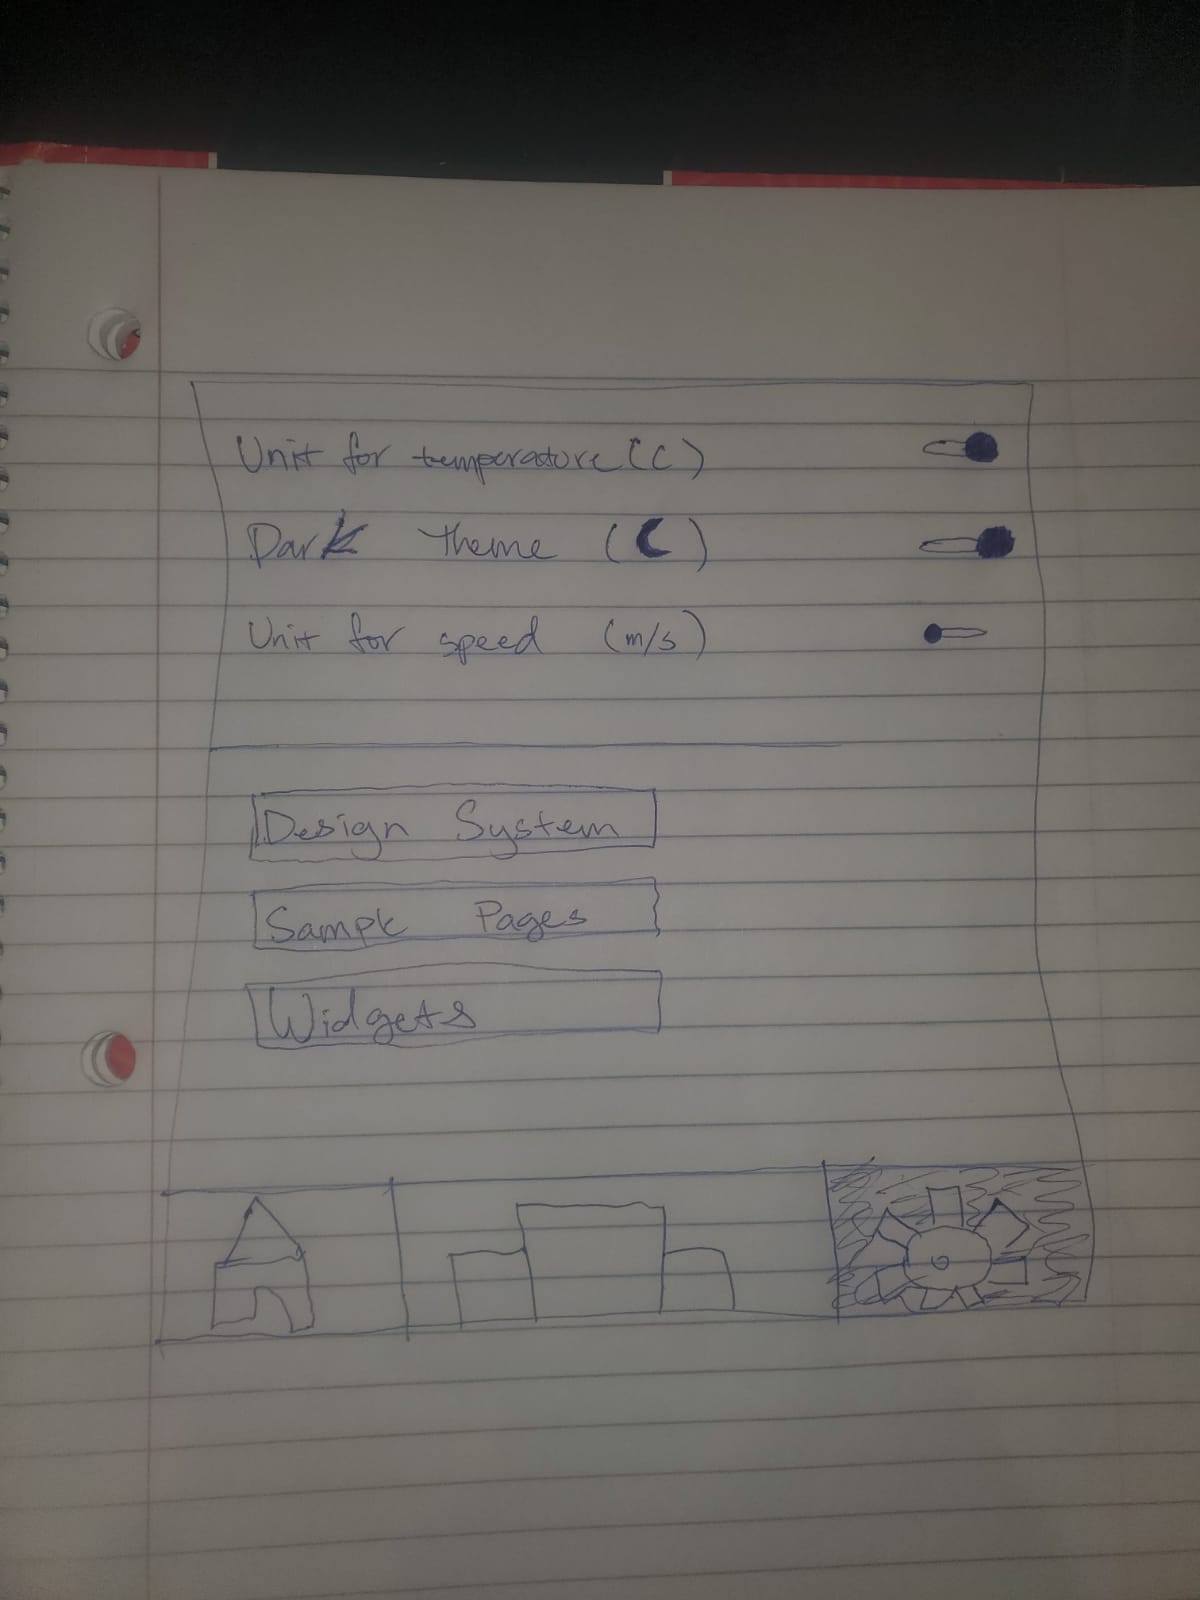 Unit for temperature (C)
Dark theme (☾)
Unit for speed (m/s)
Design System
Sample Pages
Widgets